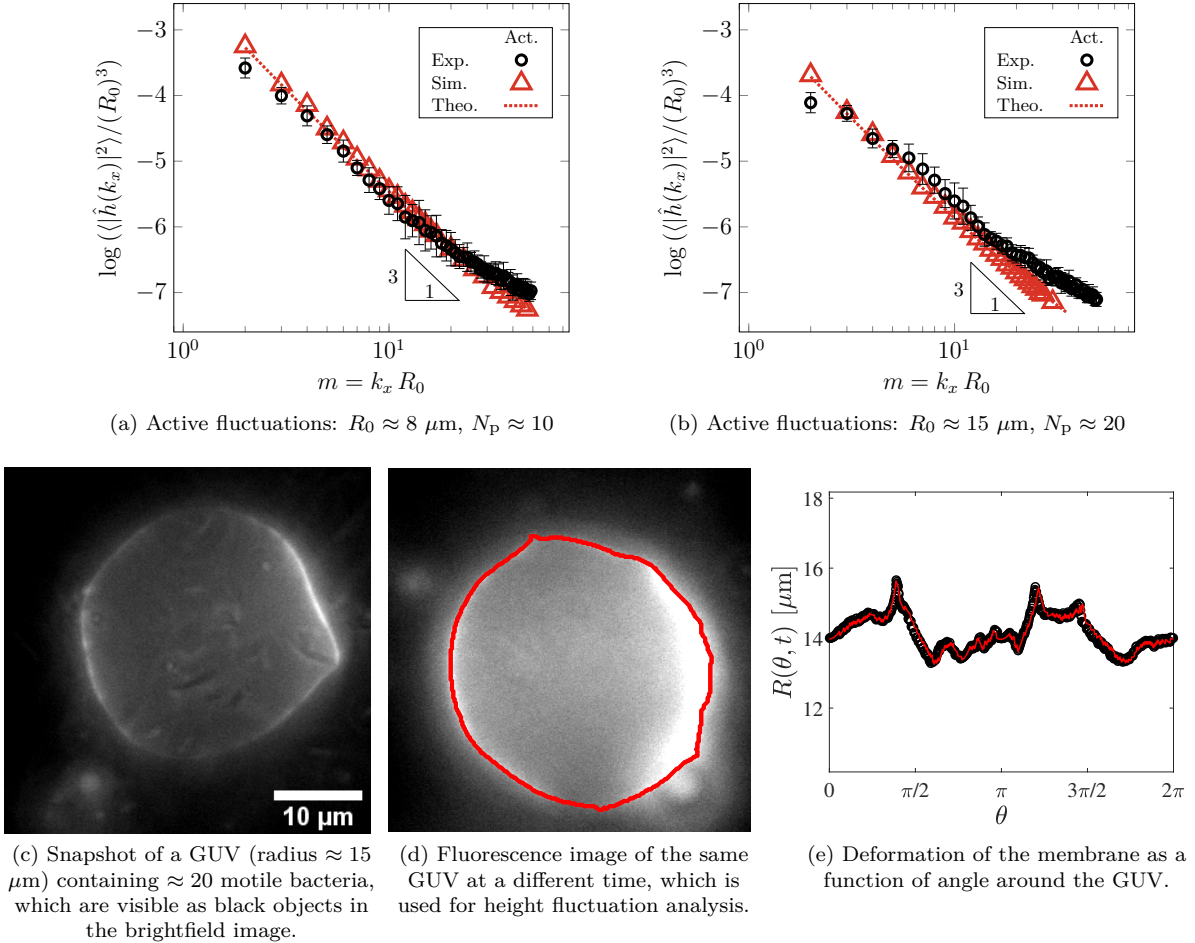 −3
−4
−5
−6
−7
log (⟨|ĥ(kₓ)|²⟩/(R₀)³)
Act.
Exp.
Sim.
Theo.
3
1
10⁰
10¹
m = kₓ R₀
(a) Active fluctuations: R₀ ≈ 8 μm, Nₚ ≈ 10
−3
−4
−5
−6
−7
log (⟨|ĥ(kₓ)|²⟩/(R₀)³)
Act.
Exp.
Sim.
Theo.
3
1
10⁰
10¹
m = kₓ R₀
(b) Active fluctuations: R₀ ≈ 15 μm, Nₚ ≈ 20
10 μm
(c) Snapshot of a GUV (radius ≈ 15
μm) containing ≈ 20 motile bacteria,
which are visible as black objects in
the brightfield image.
(d) Fluorescence image of the same
GUV at a different time, which is
used for height fluctuation analysis.
18
16
14
12
R(θ, t) [μm]
0
π/2
π
3π/2
2π
θ
(e) Deformation of the membrane as a
function of angle around the GUV.